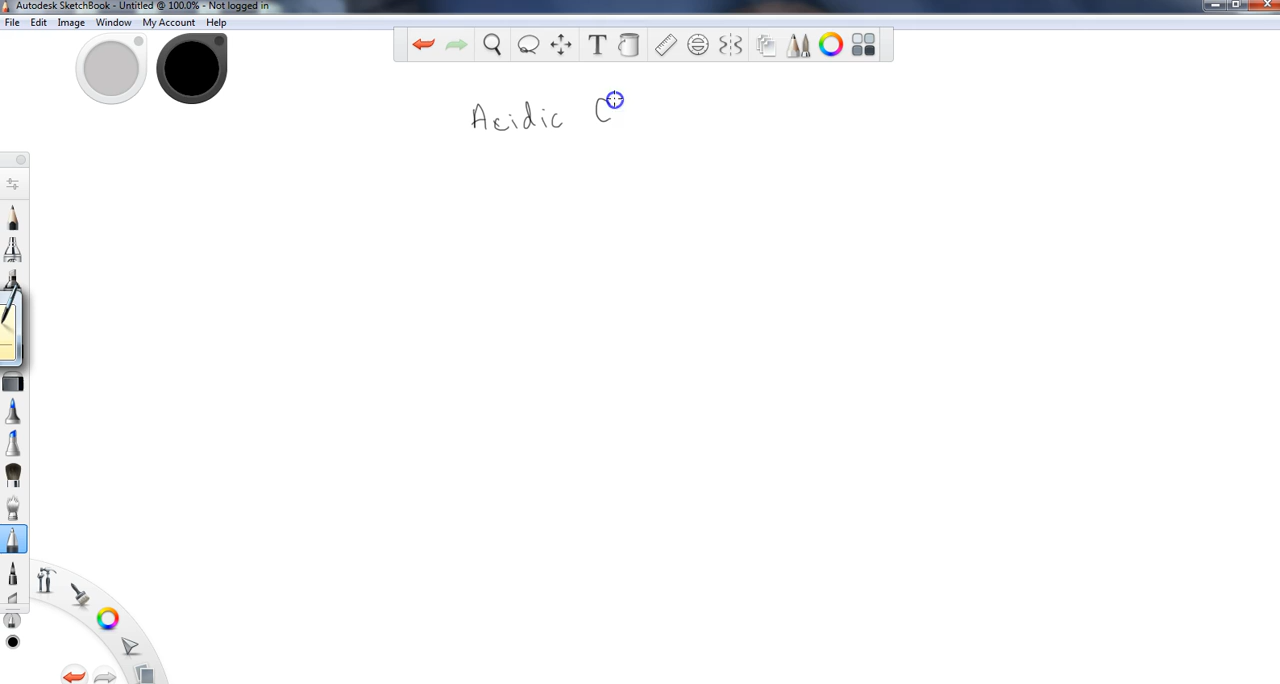 Autodesk SketchBook - Untitled @ 100.0% - Not logged in
File Edit Image Window My Account Help
T
Acidic C